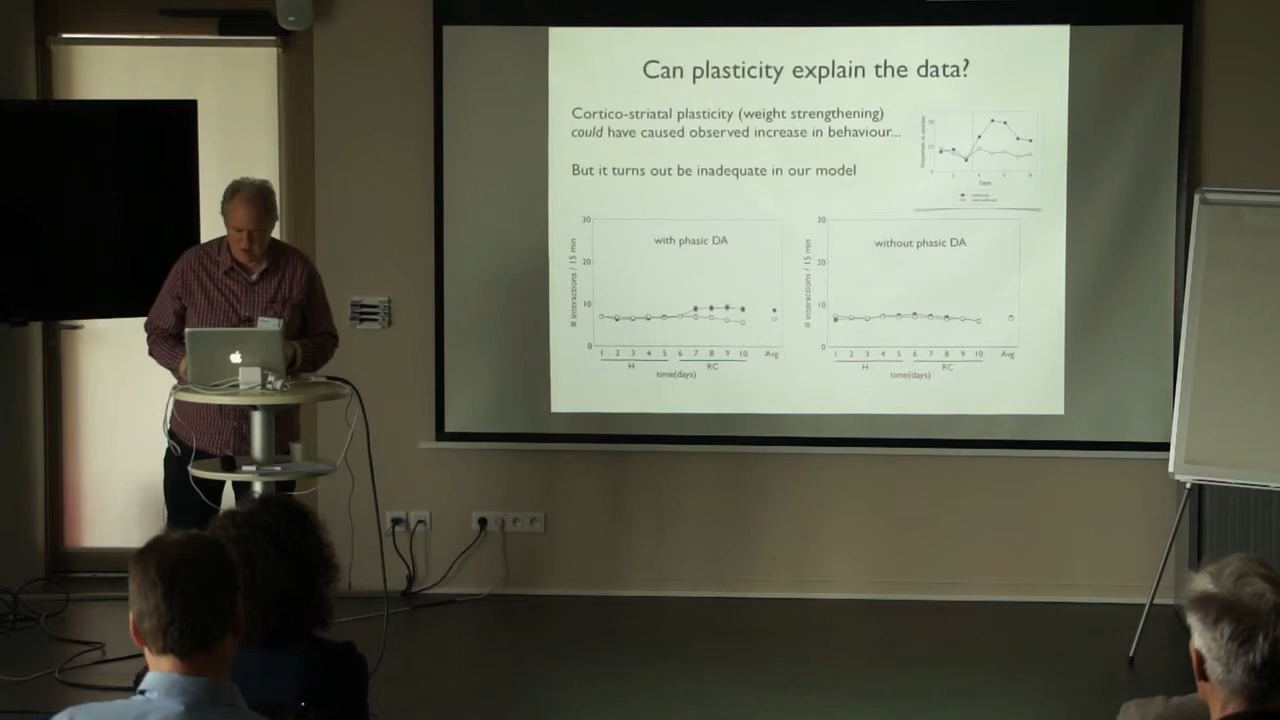 Can plasticity explain the data?
Cortico-striatal plasticity (weight strengthening)
could have caused observed increase in behaviour...
But it turns out be inadequate in our model
Days
with phasic DA
# interactions / 15 min
30
20
10
0
1 2 3 4 5 6 7 8 9 10 Avg
H RC
time(days)
without phasic DA
# interactions / 15 min
30
20
10
0
1 2 3 4 5 6 7 8 9 10 Avg
H RC
time(days)